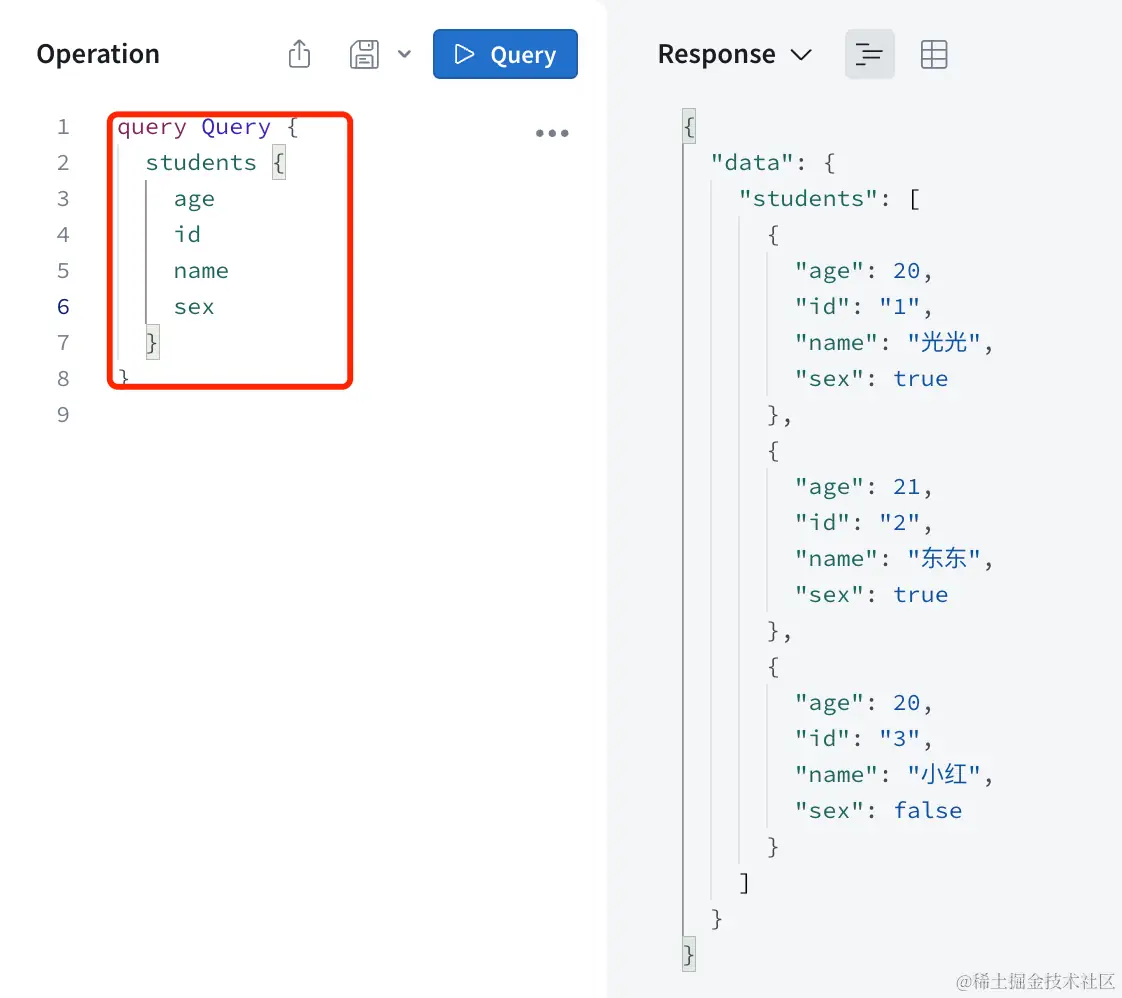 Operation
Query
1 query Query {
2 students {
3 age
4 id
5 name
6 sex
7 }
8 }
9
Response
{
"data": {
"students": [
{
"age": 20,
"id": "1",
"name": "光光",
"sex": true
},
{
"age": 21,
"id": "2",
"name": "东东",
"sex": true
},
{
"age": 20,
"id": "3",
"name": "小红",
"sex": false
}
]
}
}
@稀土掘金技术社区